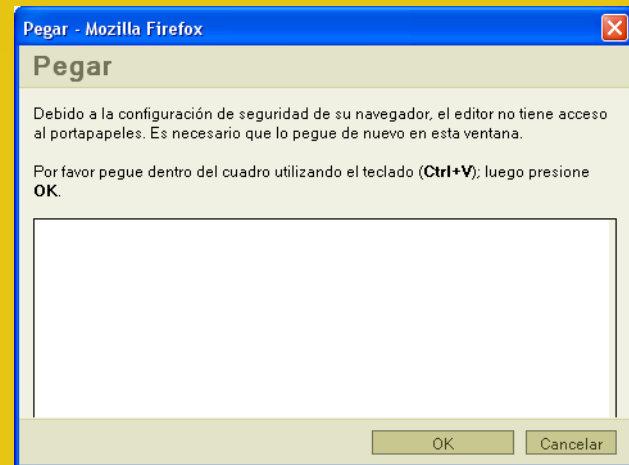 Pegar - Mozilla Firefox
Pegar
Debido a la configuración de seguridad de su navegador, el editor no tiene acceso
al portapapeles. Es necesario que lo pegue de nuevo en esta ventana.
Por favor pegue dentro del cuadro utilizando el teclado (Ctrl+V); luego presione
OK.
OK Cancelar